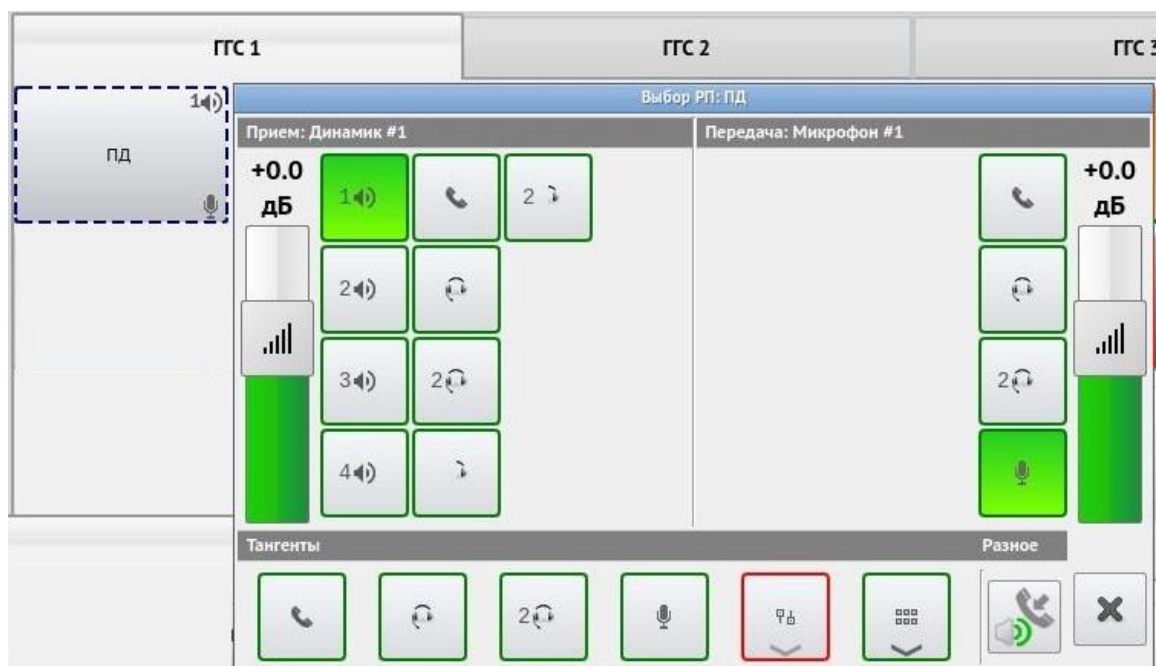 ГГС 1
ГГС 2
ГГС 3
ПД
1
Выбор РП: ПД
Прием: Динамик #1
Передача: Микрофон #1
+0.0
дБ
1
2
2
3
2
4
2
+0.0
дБ
Тангенты
Разное
2